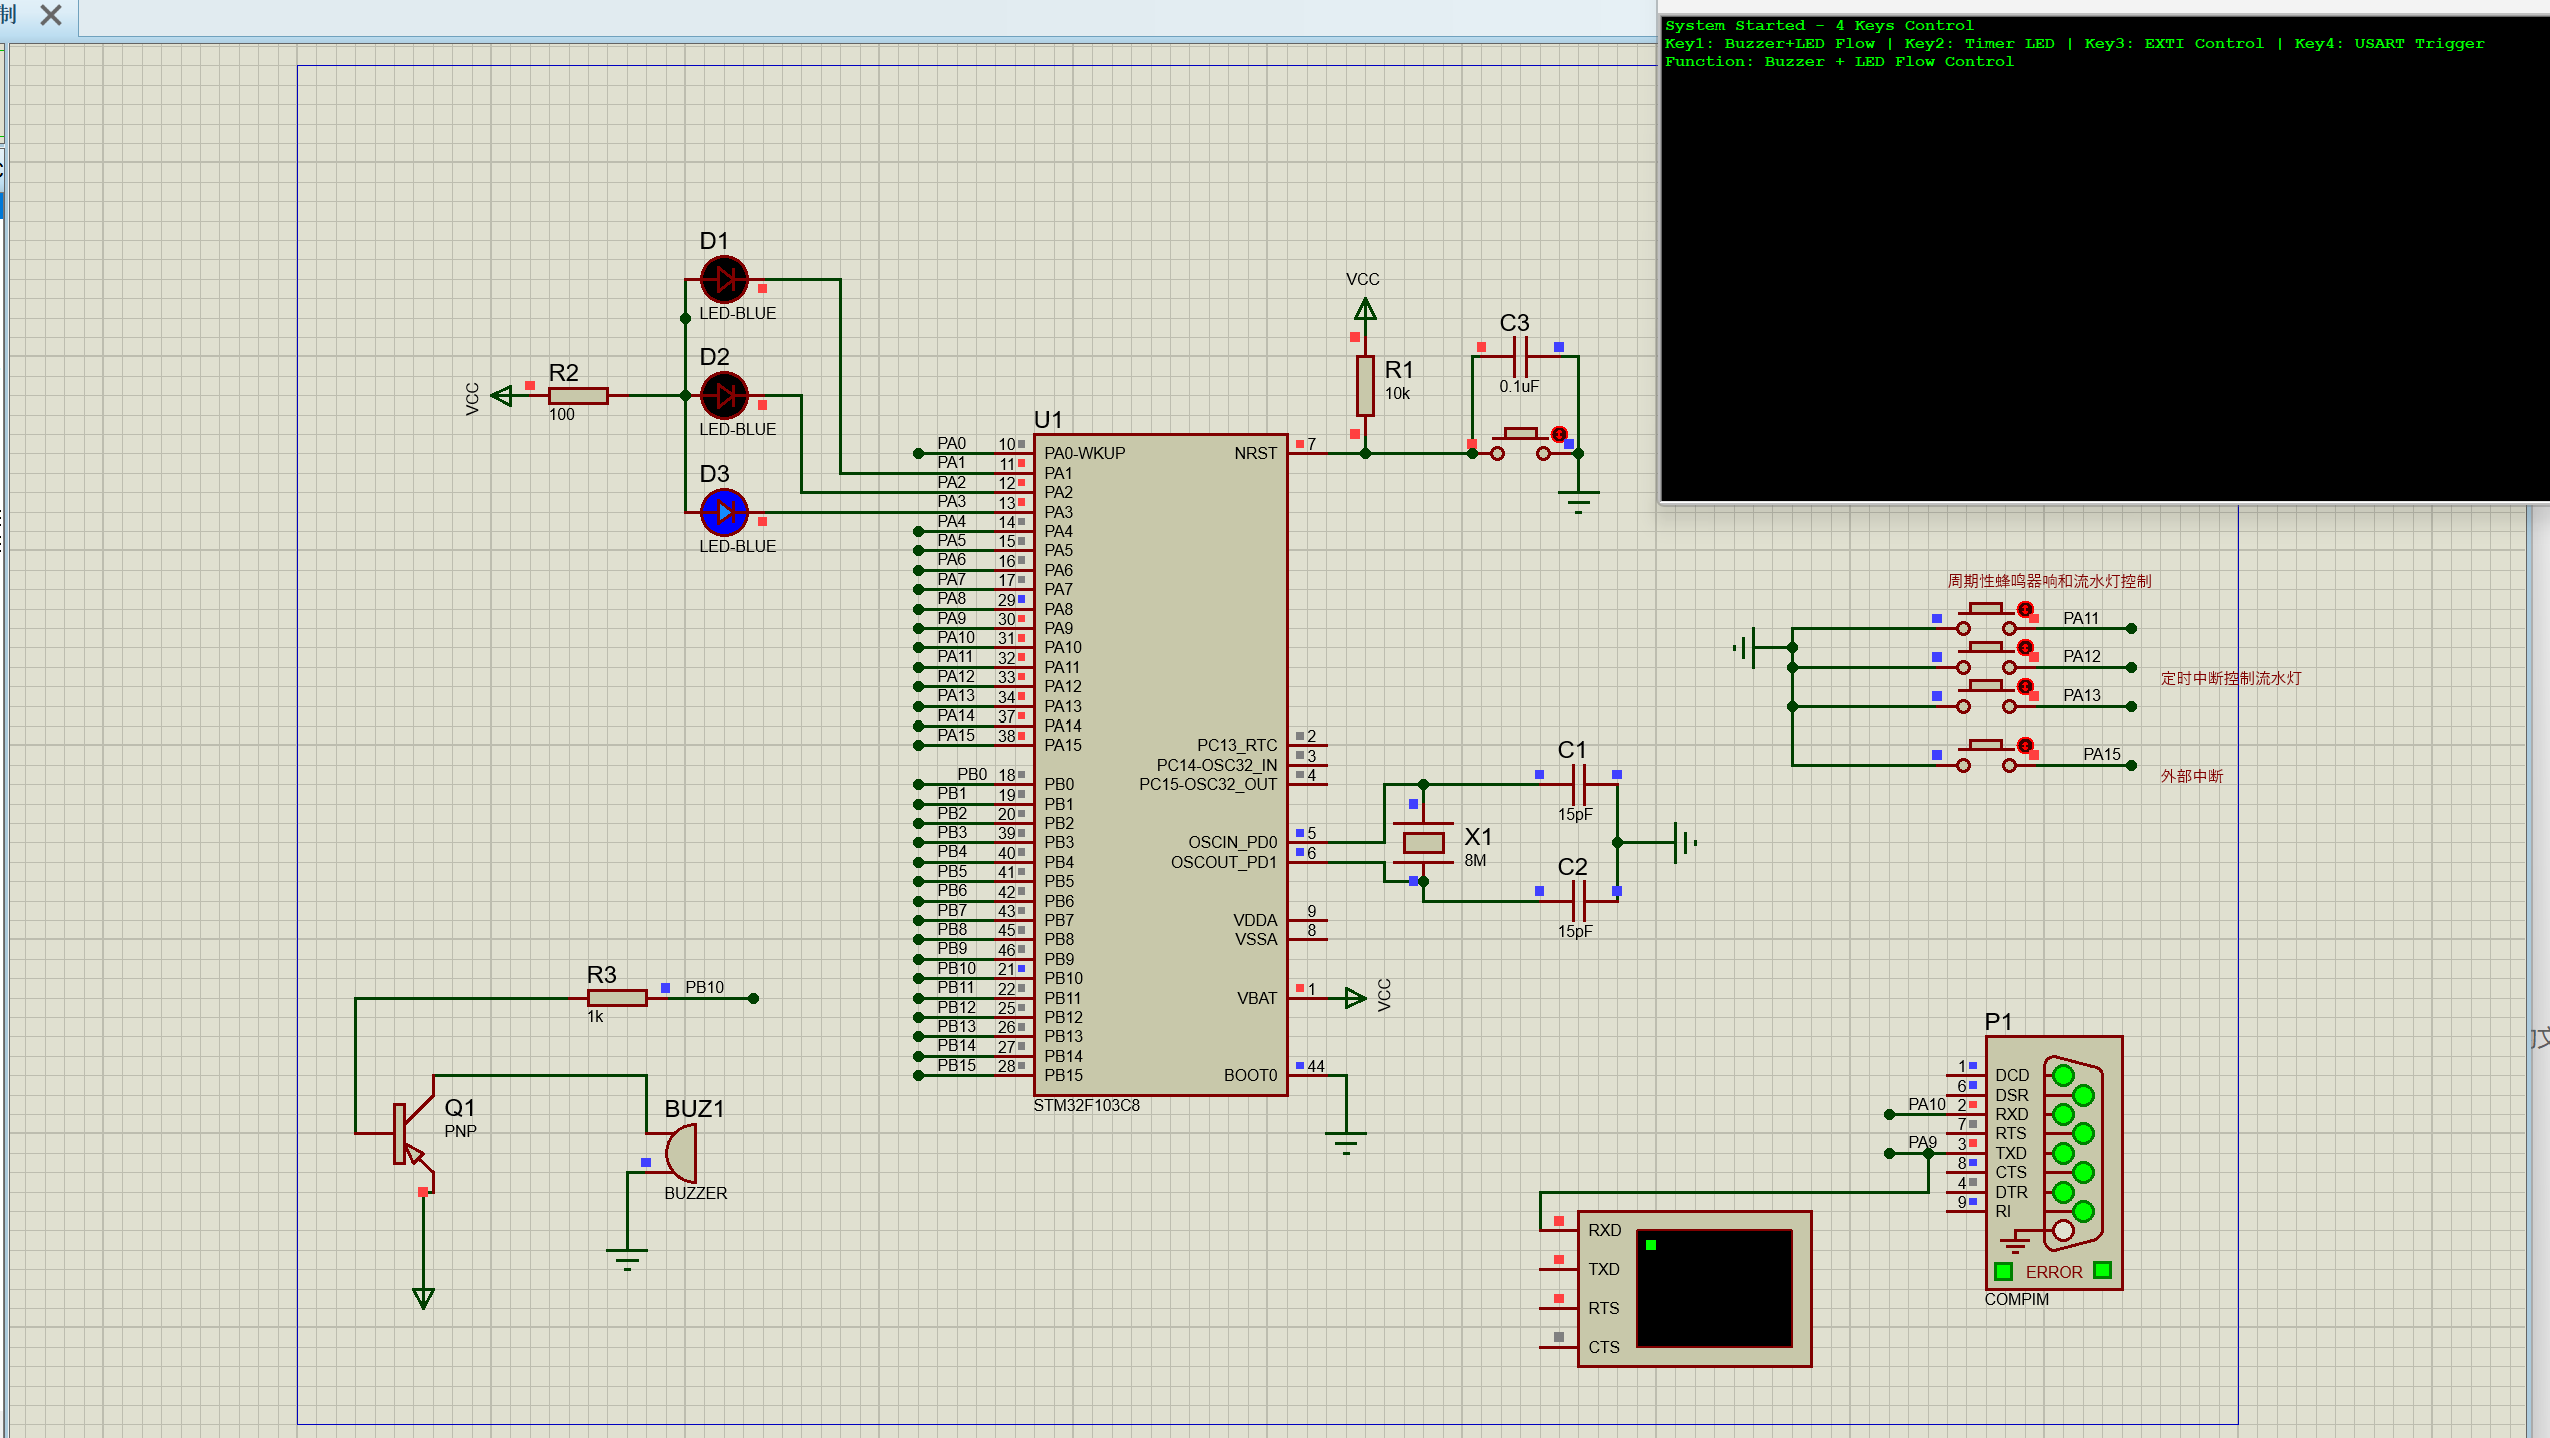 制
System Started - 4 Keys Control
Key1: Buzzer+LED Flow | Key2: Timer LED | Key3: EXTI Control | Key4: USART Trigger
Function: Buzzer + LED Flow Control
D1
LED-BLUE
D2
LED-BLUE
D3
LED-BLUE
VCC
R2
100
VCC
R1
10k
C3
0.1uF
U1
PA0 10 PA0-WKUP
PA1 11 PA1
PA2 12 PA2
PA3 13 PA3
PA4 14 PA4
PA5 15 PA5
PA6 16 PA6
PA7 17 PA7
PA8 29 PA8
PA9 30 PA9
PA10 31 PA10
PA11 32 PA11
PA12 33 PA12
PA13 34 PA13
PA14 37 PA14
PA15 38 PA15
PB0 18 PB0
PB1 19 PB1
PB2 20 PB2
PB3 39 PB3
PB4 40 PB4
PB5 41 PB5
PB6 42 PB6
PB7 43 PB7
PB8 45 PB8
PB9 46 PB9
PB10 21 PB10
PB11 22 PB11
PB12 25 PB12
PB13 26 PB13
PB14 27 PB14
PB15 28 PB15
NRST 7
PC13_RTC 2
PC14-OSC32_IN 3
PC15-OSC32_OUT 4
OSCIN_PD0 5
OSCOUT_PD1 6
VDDA 9
VSSA 8
VBAT 1
VCC
BOOT0 44
STM32F103C8
C1
15pF
X1
8M
C2
15pF
周期性蜂鸣器响和流水灯控制
PA11
PA12
定时中断控制流水灯
PA13
PA15
外部中断
R3
1k
PB10
Q1
PNP
BUZ1
BUZZER
P1
1 DCD
6 DSR
PA10 2 RXD
7 RTS
PA9 3 TXD
8 CTS
4 DTR
9 RI
ERROR
COMPIM
RXD
TXD
RTS
CTS